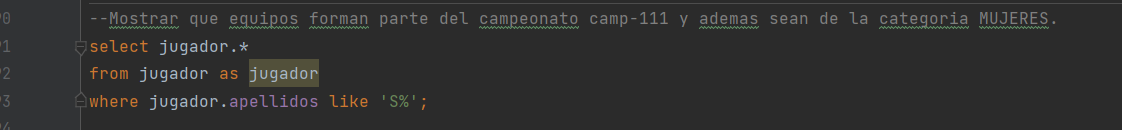 --Mostrar que equipos forman parte del campeonato camp-111 y ademas sean de la categoria MUJERES.
select jugador.*
from jugador as jugador
where jugador.apellidos like 'S%';